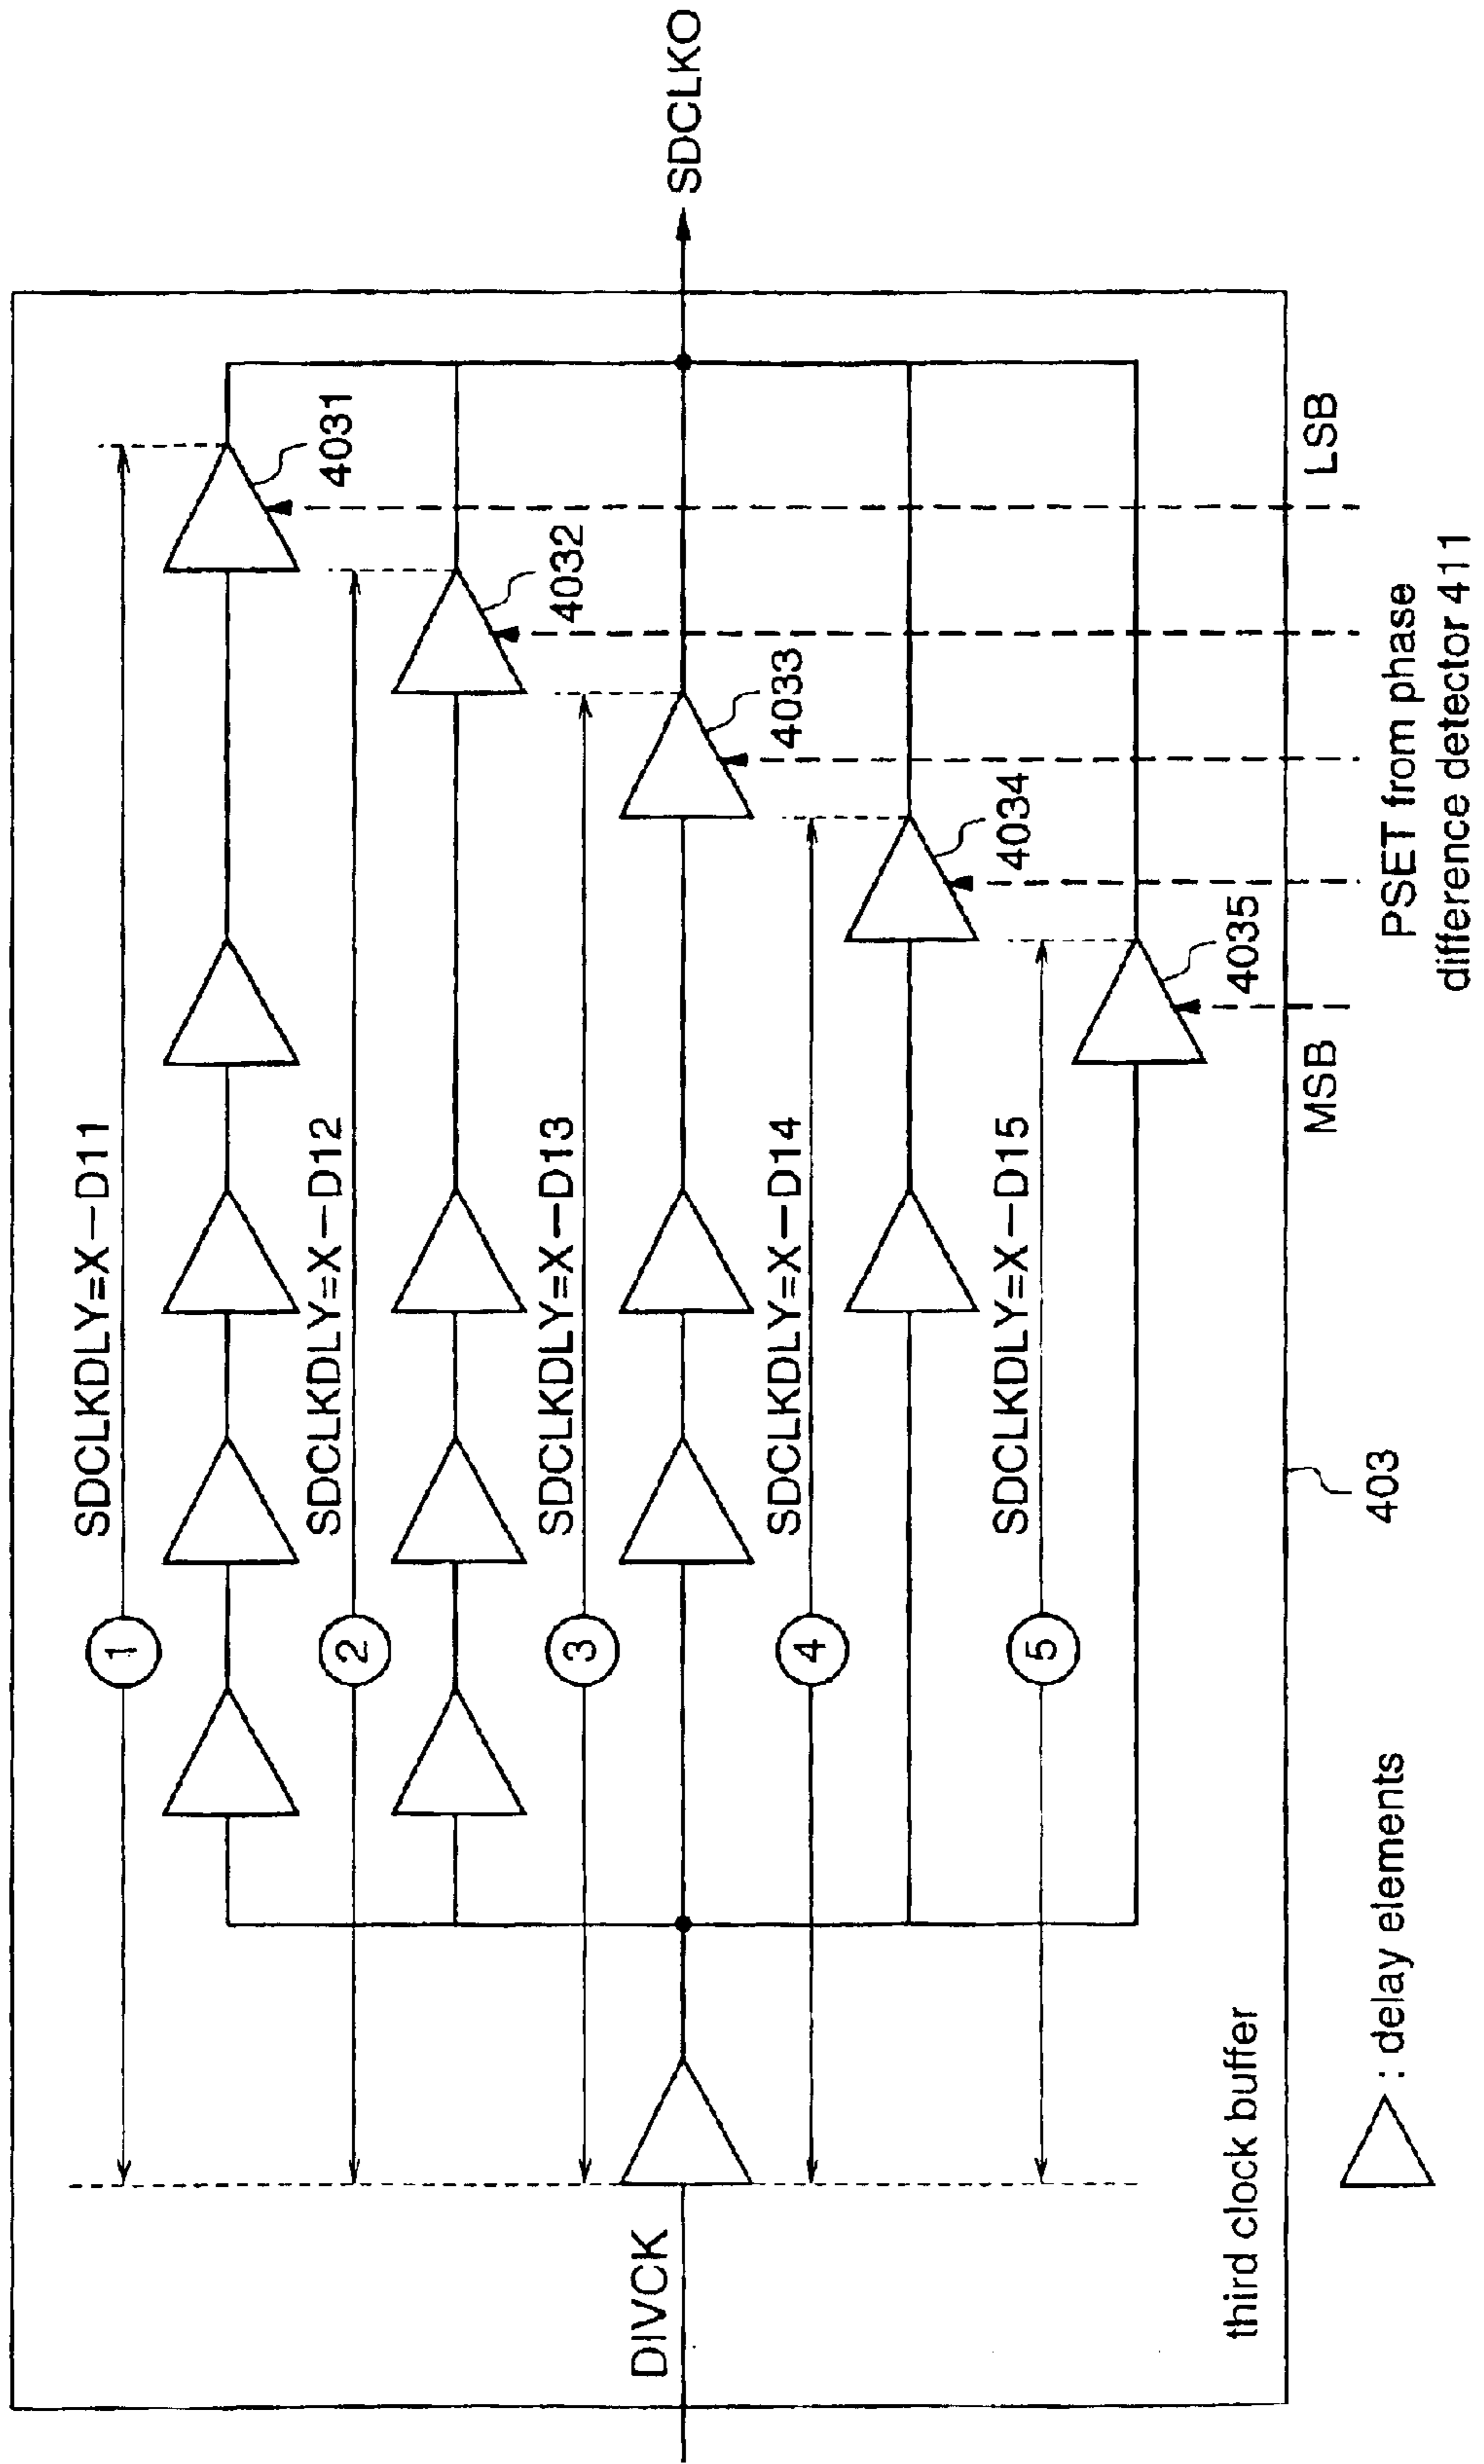 SDCLKDLY=X−D11
1
4031
SDCLKDLY=X−D12
2
4032
SDCLKDLY=X−D13
3
DIVCK
SDCLKO
4033
SDCLKDLY=X−D14
4
4034
SDCLKDLY=X−D15
5
4035
third clock buffer
MSB
LSB
403
PSET from phase
difference detector 411
: delay elements